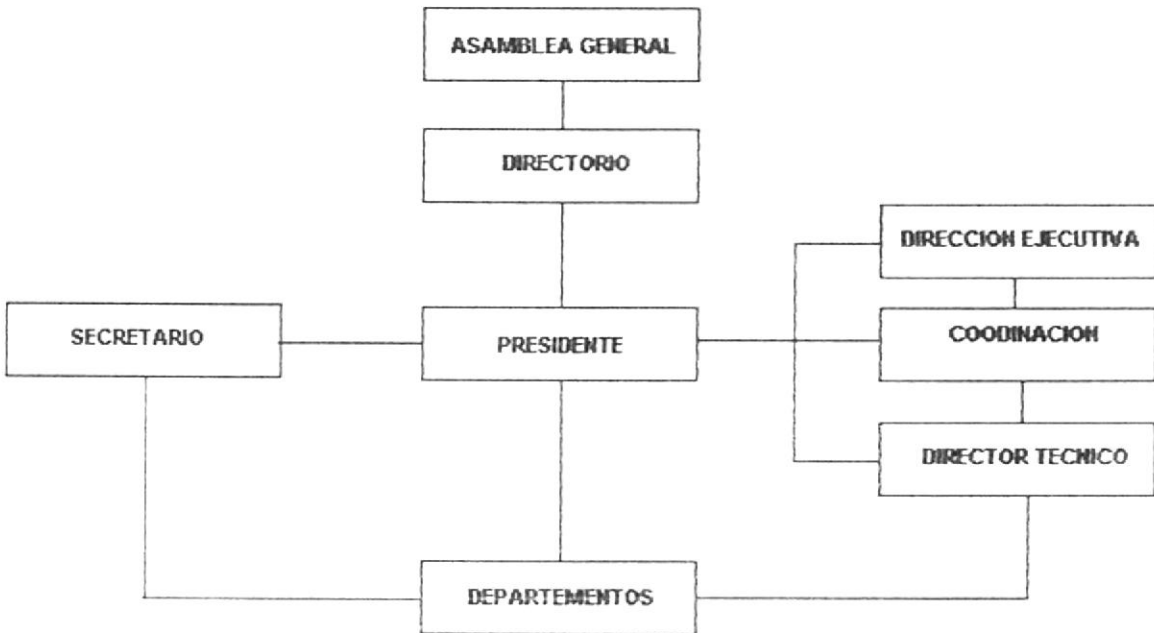 ASAMBLEA GENERAL
DIRECTORIO
DIRECCION EJECUTIVA
SECRETARIO
PRESIDENTE
COODINACION
DIRECTOR TECNICO
DEPARTEMENTOS